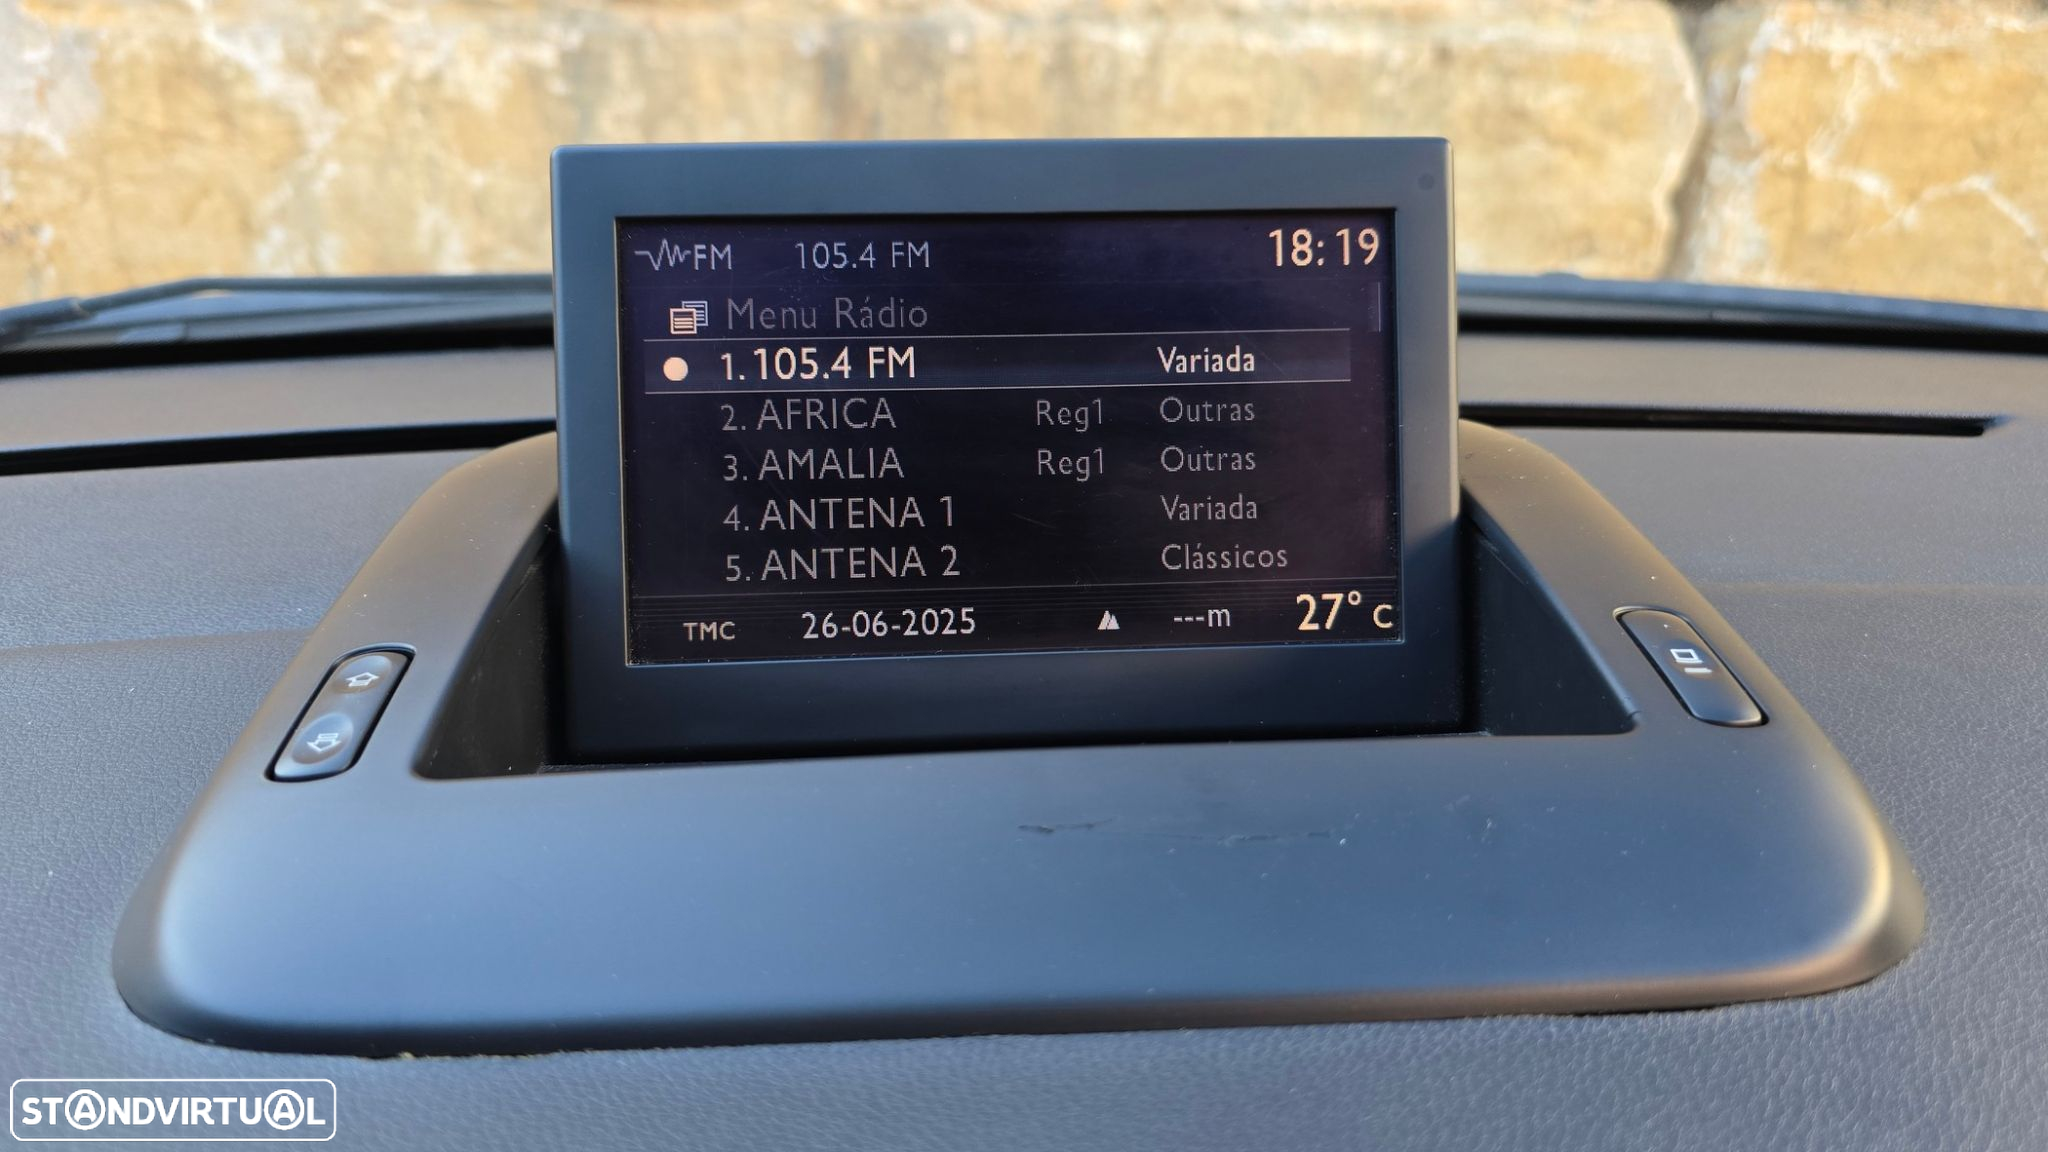 FM 105.4 FM 18:19
Menu Rádio
1. 105.4 FM Variada
2. AFRICA Reg1 Outras
3. AMALIA Reg1 Outras
4. ANTENA 1 Variada
5. ANTENA 2 Clássicos
TMC 26-06-2025 ---m 27° C
STANDVIRTUAL